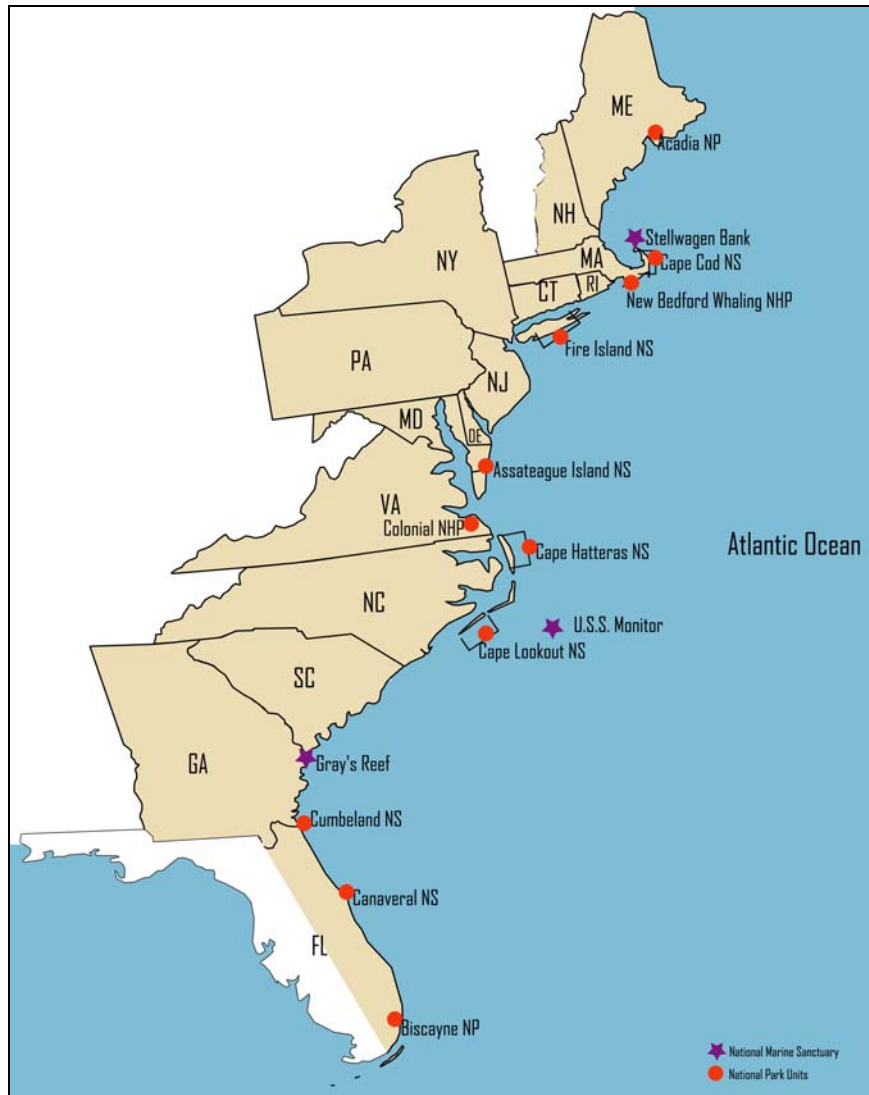 ME
Acadia NP
NH
Stellwagen Bank
MA
Cape Cod NS
NY
CT
RI
New Bedford Whaling NHP
Fire Island NS
PA
NJ
MD
DE
Assateague Island NS
VA
Colonial NHP
Cape Hatteras NS
Atlantic Ocean
NC
U.S.S. Monitor
Cape Lookout NS
SC
GA
Gray's Reef
Cumbeland NS
Canaveral NS
FL
Biscayne NP
National Marine Sanctuary
National Park Units